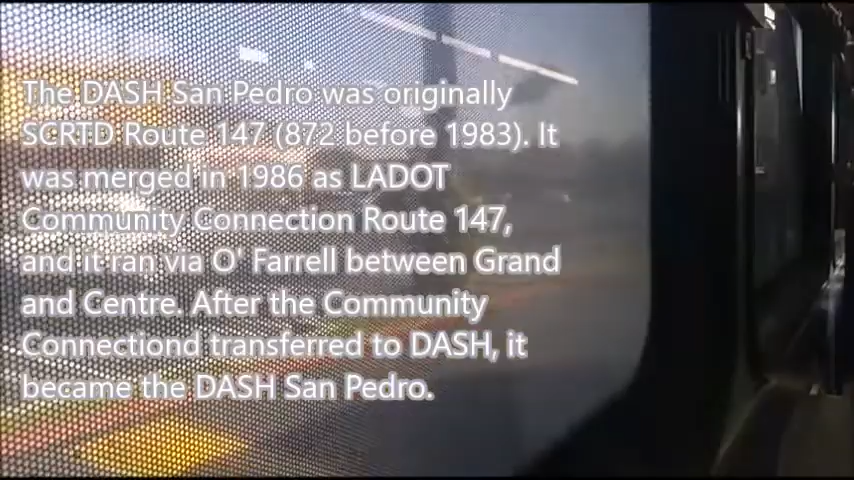 The DASH San Pedro was originally
SCRTD Route 147 (872 before 1983). It
was merged in 1986 as LADOT
Community Connection Route 147,
and it ran via O' Farrell between Grand
and Centre. After the Community
Connectiond transferred to DASH, it
became the DASH San Pedro.